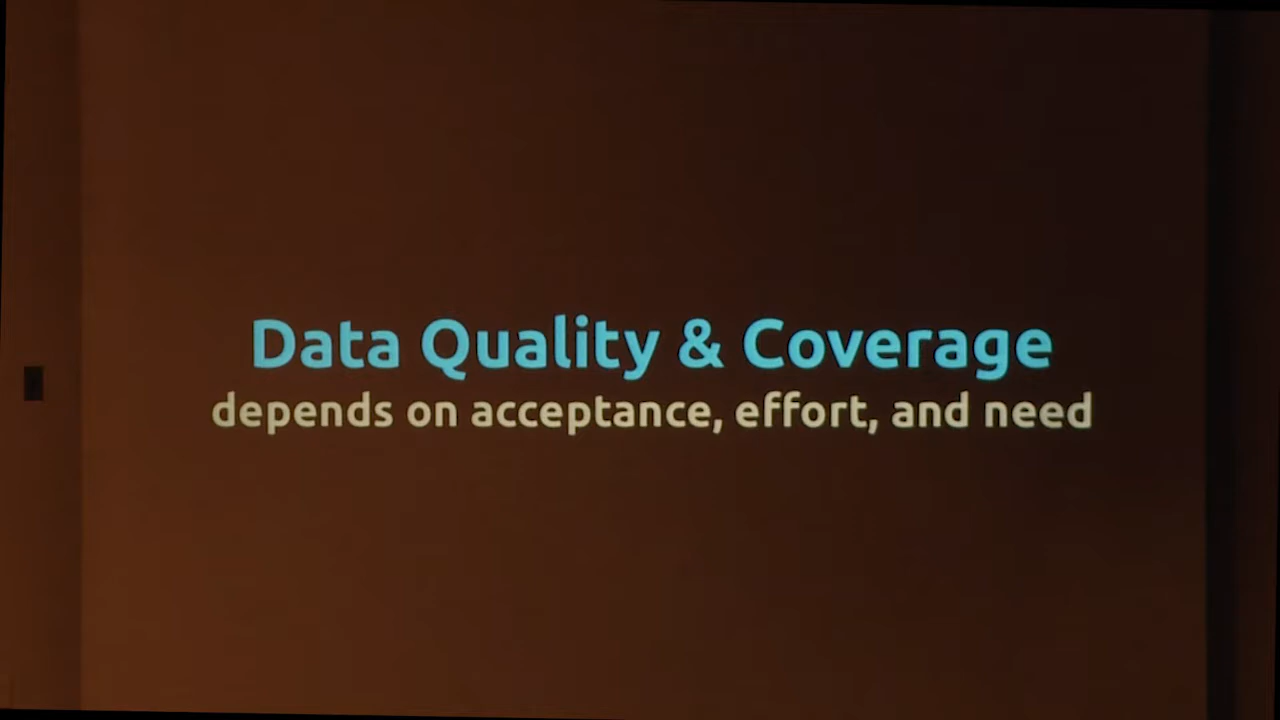 Data Quality & Coverage
depends on acceptance, effort, and need